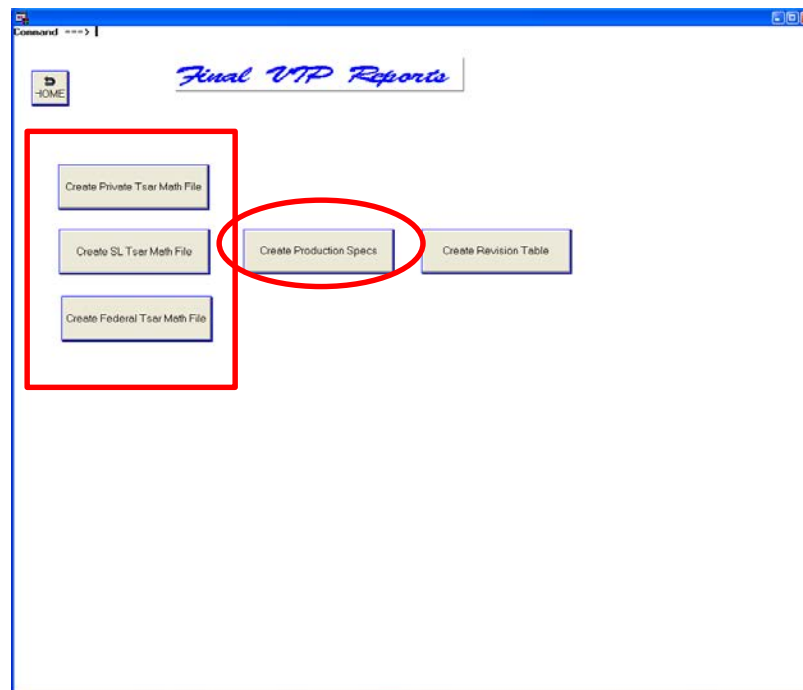 Command ===>
Final VIP Reports
HOME
Create Private Tsar Math File
Create SL Tsar Math File
Create Production Specs
Create Revision Table
Create Federal Tsar Math File